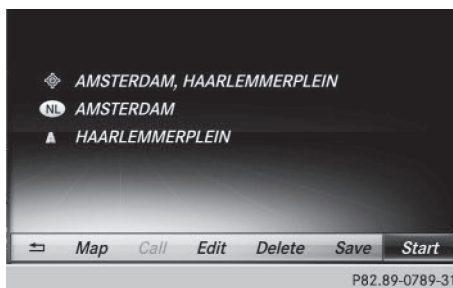 AMSTERDAM, HAARLEMMERPLEIN
NL AMSTERDAM
HAARLEMMERPLEIN
Map Call Edit Delete Save Start
P82.89-0789-31